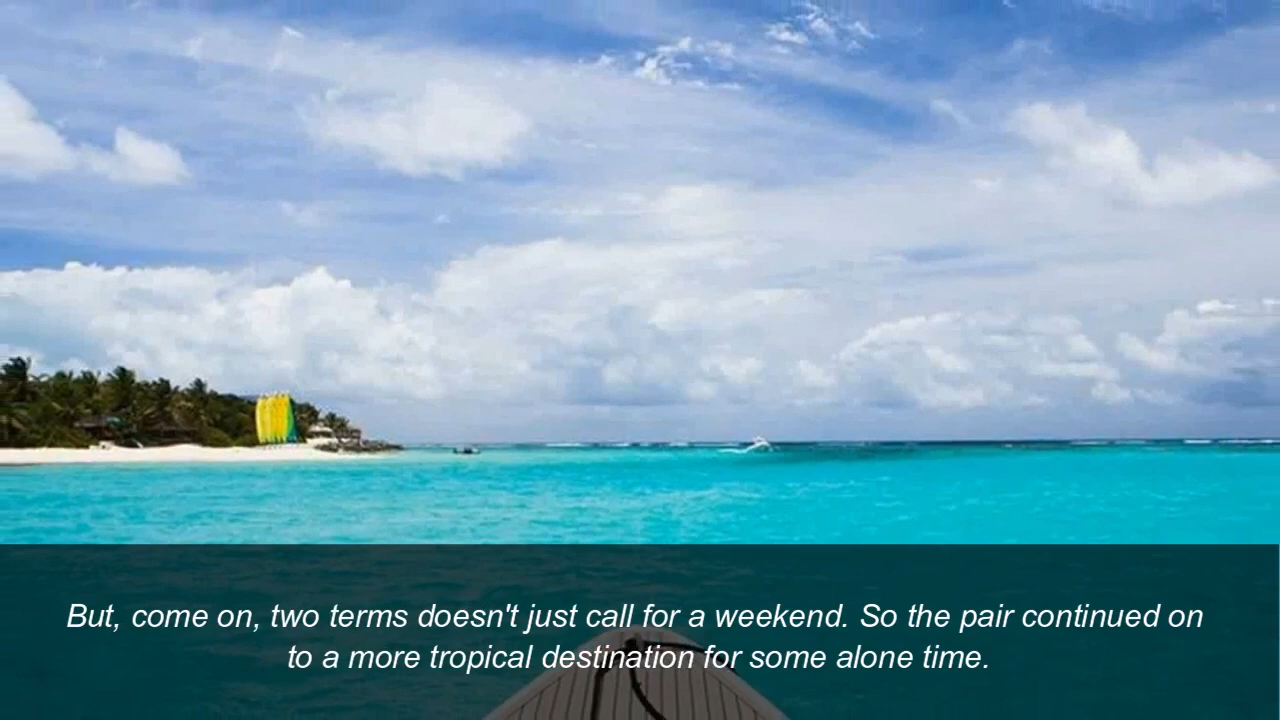 But, come on, two terms doesn't just call for a weekend. So the pair continued on
to a more tropical destination for some alone time.